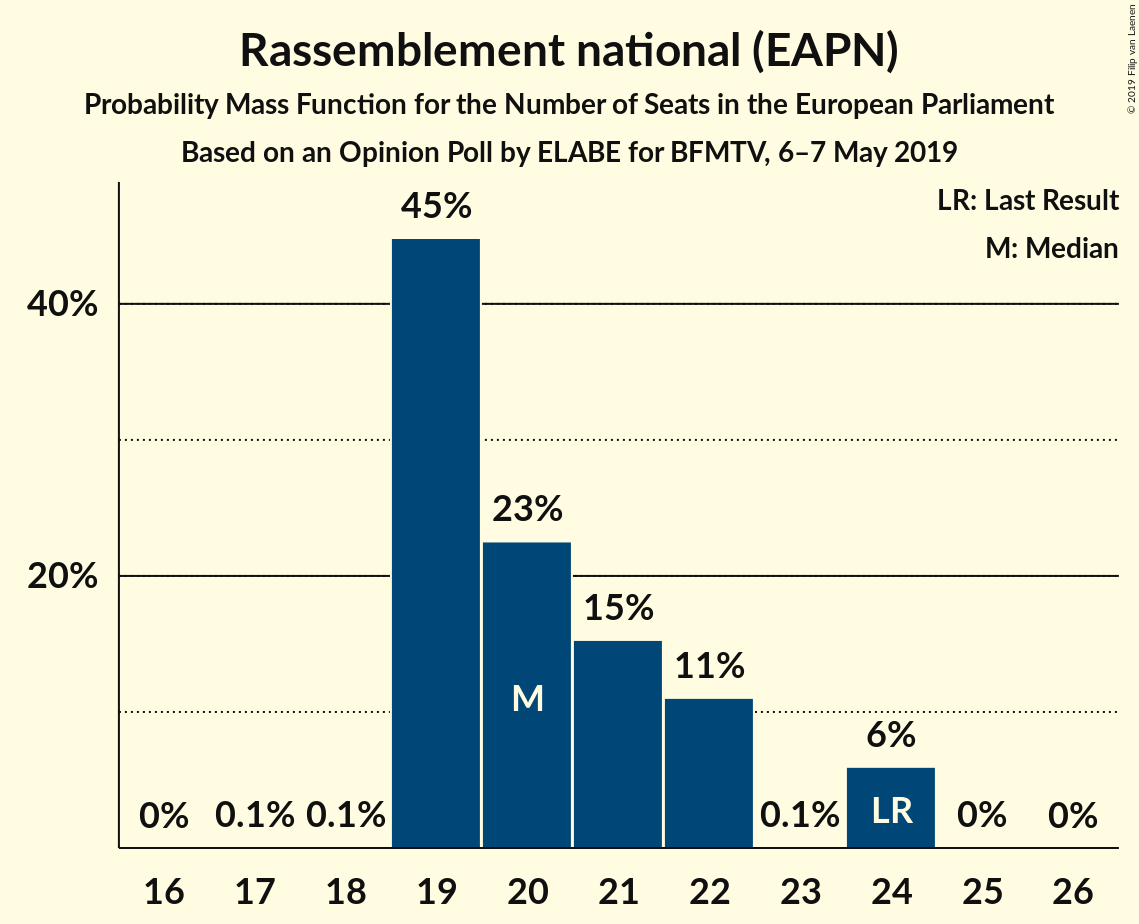 Rassemblement national (EAPN)
Probability Mass Function for the Number of Seats in the European Parliament
Based on an Opinion Poll by ELABE for BFMTV, 6–7 May 2019
© 2019 Filip van Laenen
LR: Last Result
M: Median
45%
40%
23%
20%
15%
11%
M
6%
0% 0.1% 0.1% 0.1% LR 0% 0%
16 17 18 19 20 21 22 23 24 25 26